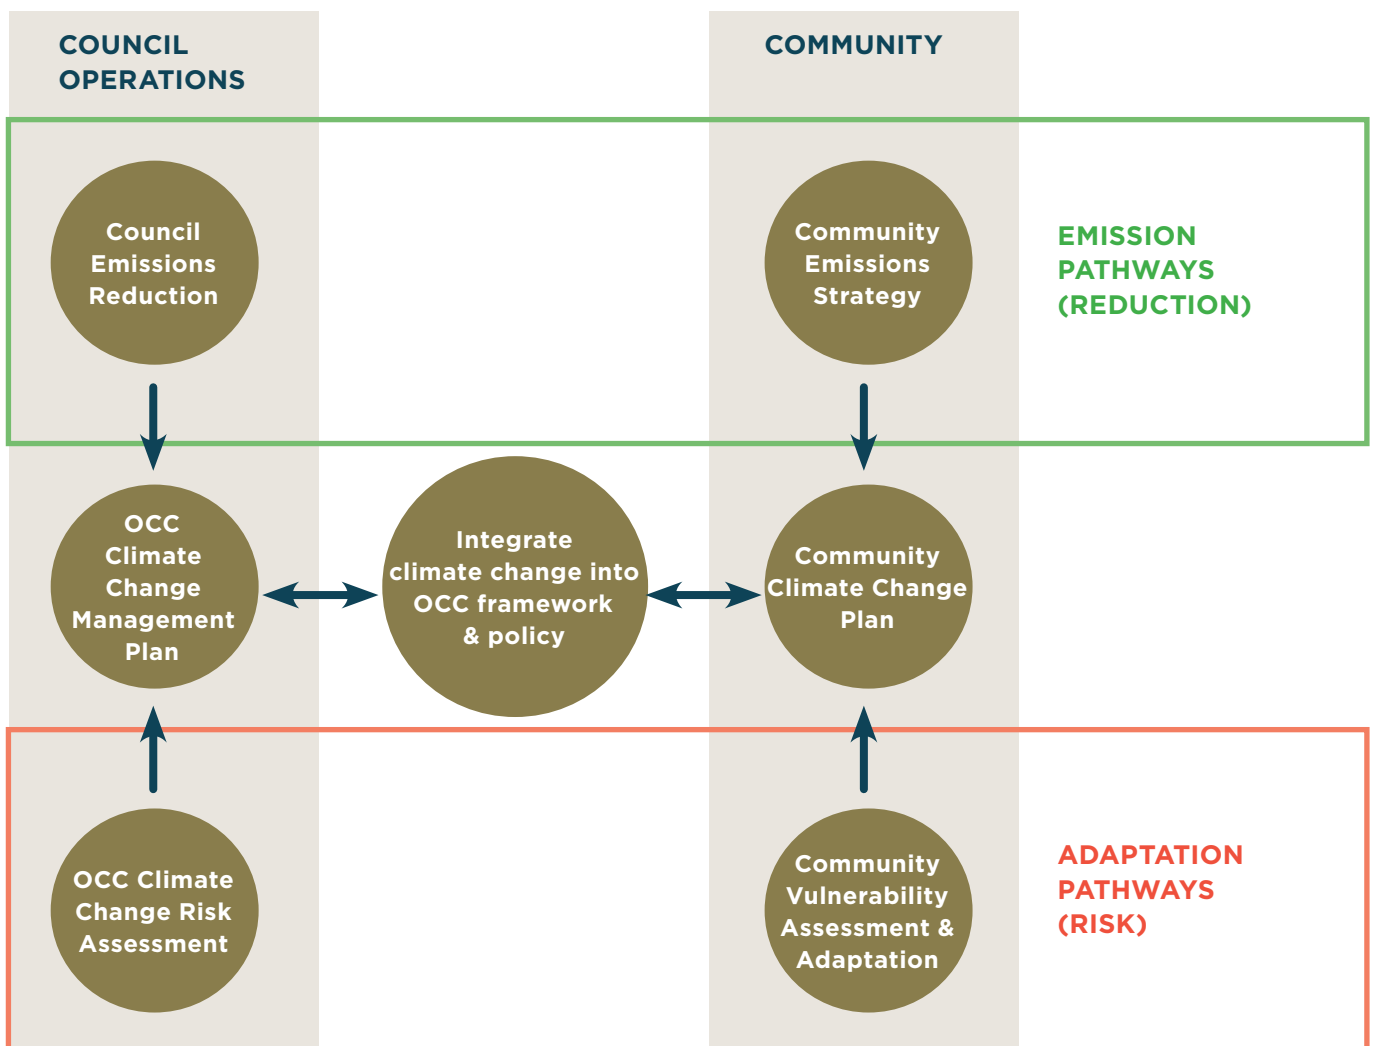 COUNCIL
OPERATIONS
COMMUNITY
Council
Emissions
Reduction
Community
Emissions
Strategy
EMISSION
PATHWAYS
(REDUCTION)
OCC
Climate
Change
Management
Plan
Integrate
climate change into
OCC framework
& policy
Community
Climate Change
Plan
OCC Climate
Change Risk
Assessment
Community
Vulnerability
Assessment &
Adaptation
ADAPTATION
PATHWAYS
(RISK)